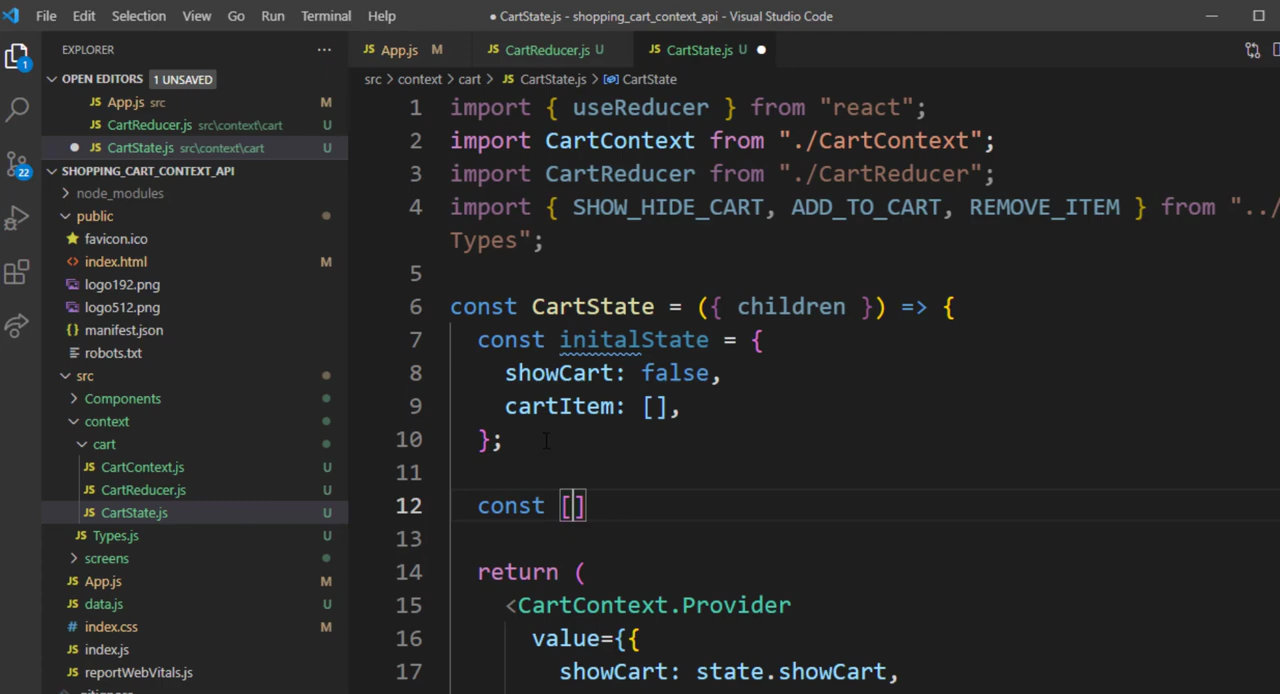 File Edit Selection View Go Run Terminal Help ● CartState.js - shopping_cart_context_api - Visual Studio Code
EXPLORER ...
OPEN EDITORS 1 UNSAVED
JS App.js src M
JS CartReducer.js src\context\cart U
● JS CartState.js src\context\cart U
SHOPPING_CART_CONTEXT_API
node_modules
public
favicon.ico
<> index.html M
logo192.png
logo512.png
{ } manifest.json
robots.txt
src
Components
context
cart
JS CartContext.js U
JS CartReducer.js U
JS CartState.js U
JS Types.js U
screens
JS App.js M
JS data.js U
# index.css M
JS index.js
JS reportWebVitals.js
.gitignore
1
22
JS App.js M JS CartReducer.js U JS CartState.js U ●
src > context > cart > JS CartState.js > CartState
1 import { useReducer } from "react";
2 import CartContext from "./CartContext";
3 import CartReducer from "./CartReducer";
4 import { SHOW_HIDE_CART, ADD_TO_CART, REMOVE_ITEM } from "../
Types";
5
6 const CartState = ({ children }) => {
7 const initalState = {
8 showCart: false,
9 cartItem: [],
10 };
11
12 const []
13
14 return (
15 <CartContext.Provider
16 value={{
17 showCart: state.showCart,